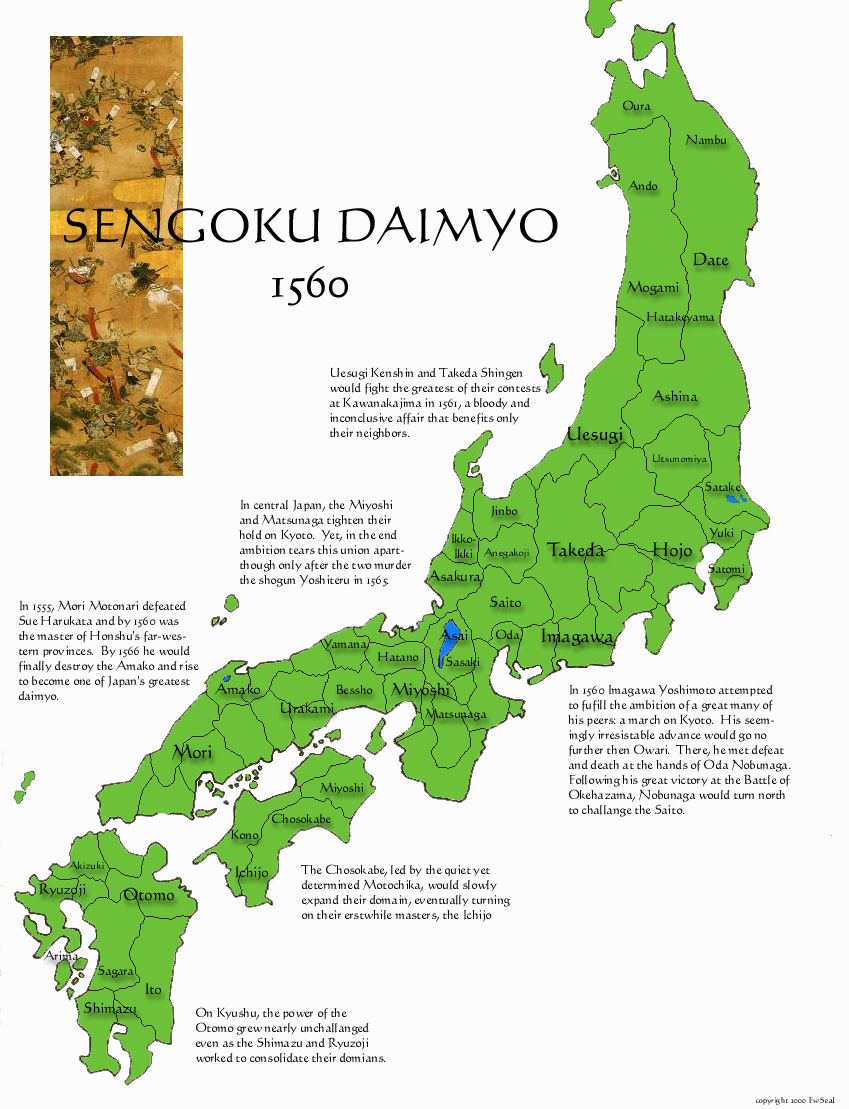 SENGOKU DAIMYO
1560
Oura
Nambu
Ando
Date
Mogami
Hatakeyama
Uesugi Kenshin and Takeda Shingen
would fight the greatest of their contests
at Kawanakajima in 1561, a bloody and
inconclusive affair that benefits only
their neighbors.
Ashina
Uesugi
Utsunomiya
Satake
In central Japan, the Miyoshi
and Matsunaga tighten their
hold on Kyoto. Yet, in the end
ambition tears this union apart-
though only after the two murder
the shogun Yoshiteru in 1565.
Jinbo
Yuki
Ikko-
Ikki
Anegakoji
Takeda
Hojo
Satomi
Asakura
Saito
In 1555, Mori Motonari defeated
Sue Harukata and by 1560 was
the master of Honshu's far-wes-
tern provinces. By 1566 he would
finally destroy the Amako and rise
to become one of Japan's greatest
daimyo.
Asai
Oda
Imagawa
Yamana
Hatano
Sasaki
Amako
Bessho
Miyoshi
Urakami
Matsunaga
In 1560 Imagawa Yoshimoto attempted
to fufill the ambition of a great many of
his peers: a march on Kyoto. His seem-
ingly irresistable advance would go no
further then Owari. There, he met defeat
and death at the hands of Oda Nobunaga.
Following his great victory at the Battle of
Okehazama, Nobunaga would turn north
to challange the Saito.
Mori
Miyoshi
Chosokabe
Kono
Ichijo
Akizuki
Ryuzoji
Otomo
The Chosokabe, led by the quiet yet
determined Motochika, would slowly
expand their domain, eventually turning
on their erstwhile masters, the Ichijo
Arima
Sagara
Ito
Shimazu
On Kyushu, the power of the
Otomo grew nearly unchallanged
even as the Shimazu and Ryuzoji
worked to consolidate their domians.
copyright 2000 FwSeal